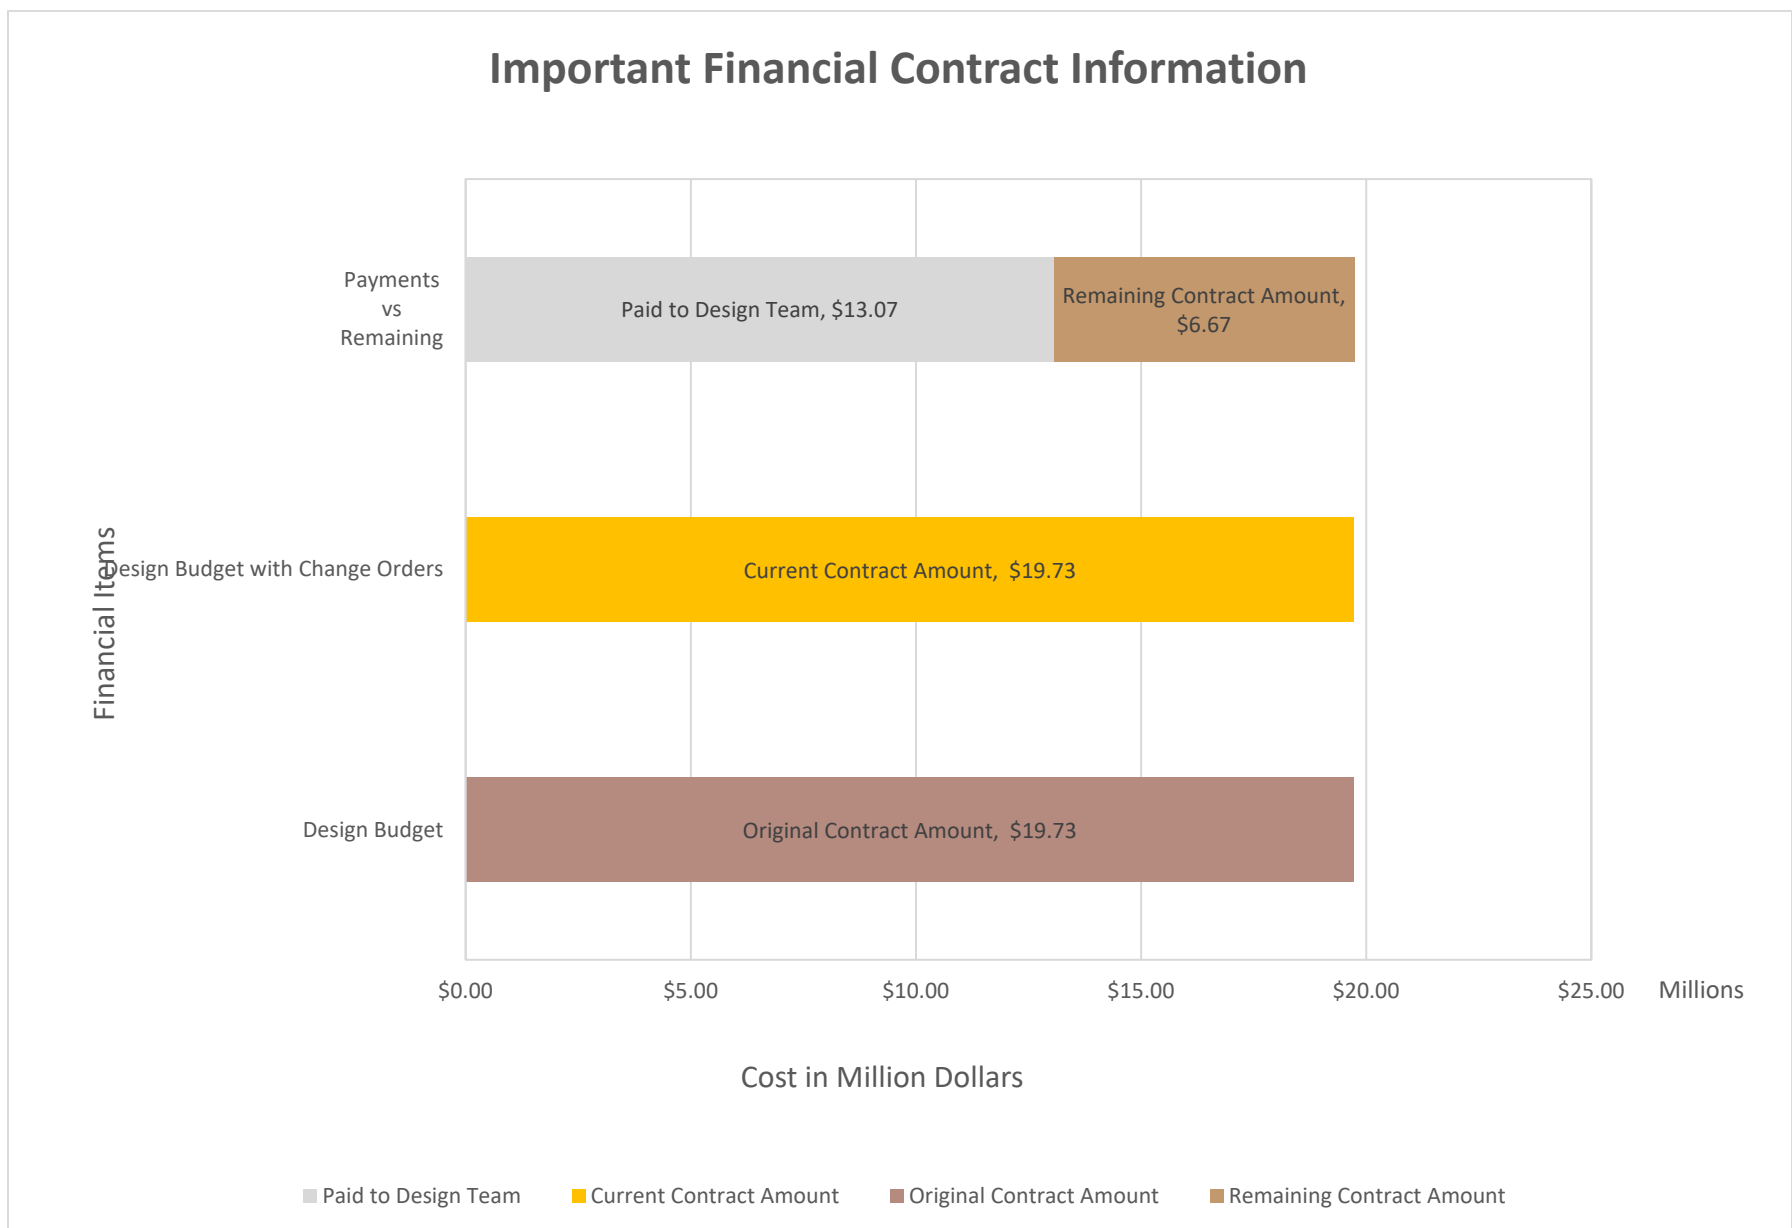 Important Financial Contract Information
Payments
vs
Remaining
Paid to Design Team, $13.07
Remaining Contract Amount,
$6.67
Financial Items
Design Budget with Change Orders
Current Contract Amount,  $19.73
Design Budget
Original Contract Amount,  $19.73
$0.00 $5.00 $10.00 $15.00 $20.00 $25.00 Millions
Cost in Million Dollars
Paid to Design Team Current Contract Amount Original Contract Amount Remaining Contract Amount